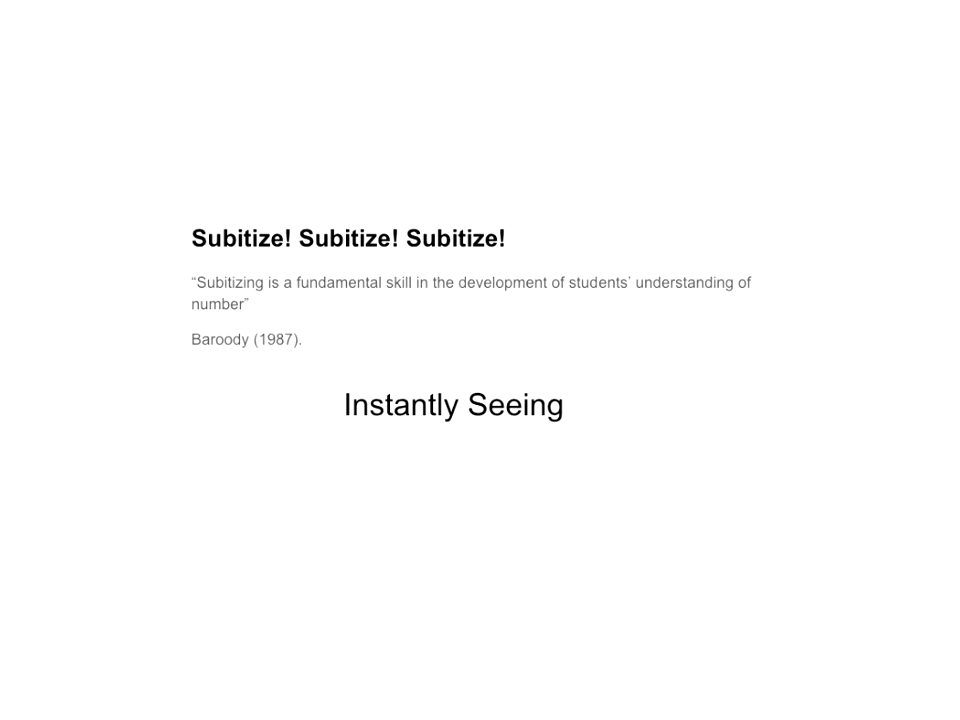 Subitize! Subitize! Subitize!
“Subitizing is a fundamental skill in the development of students’ understanding of
number”
Baroody (1987).
Instantly Seeing